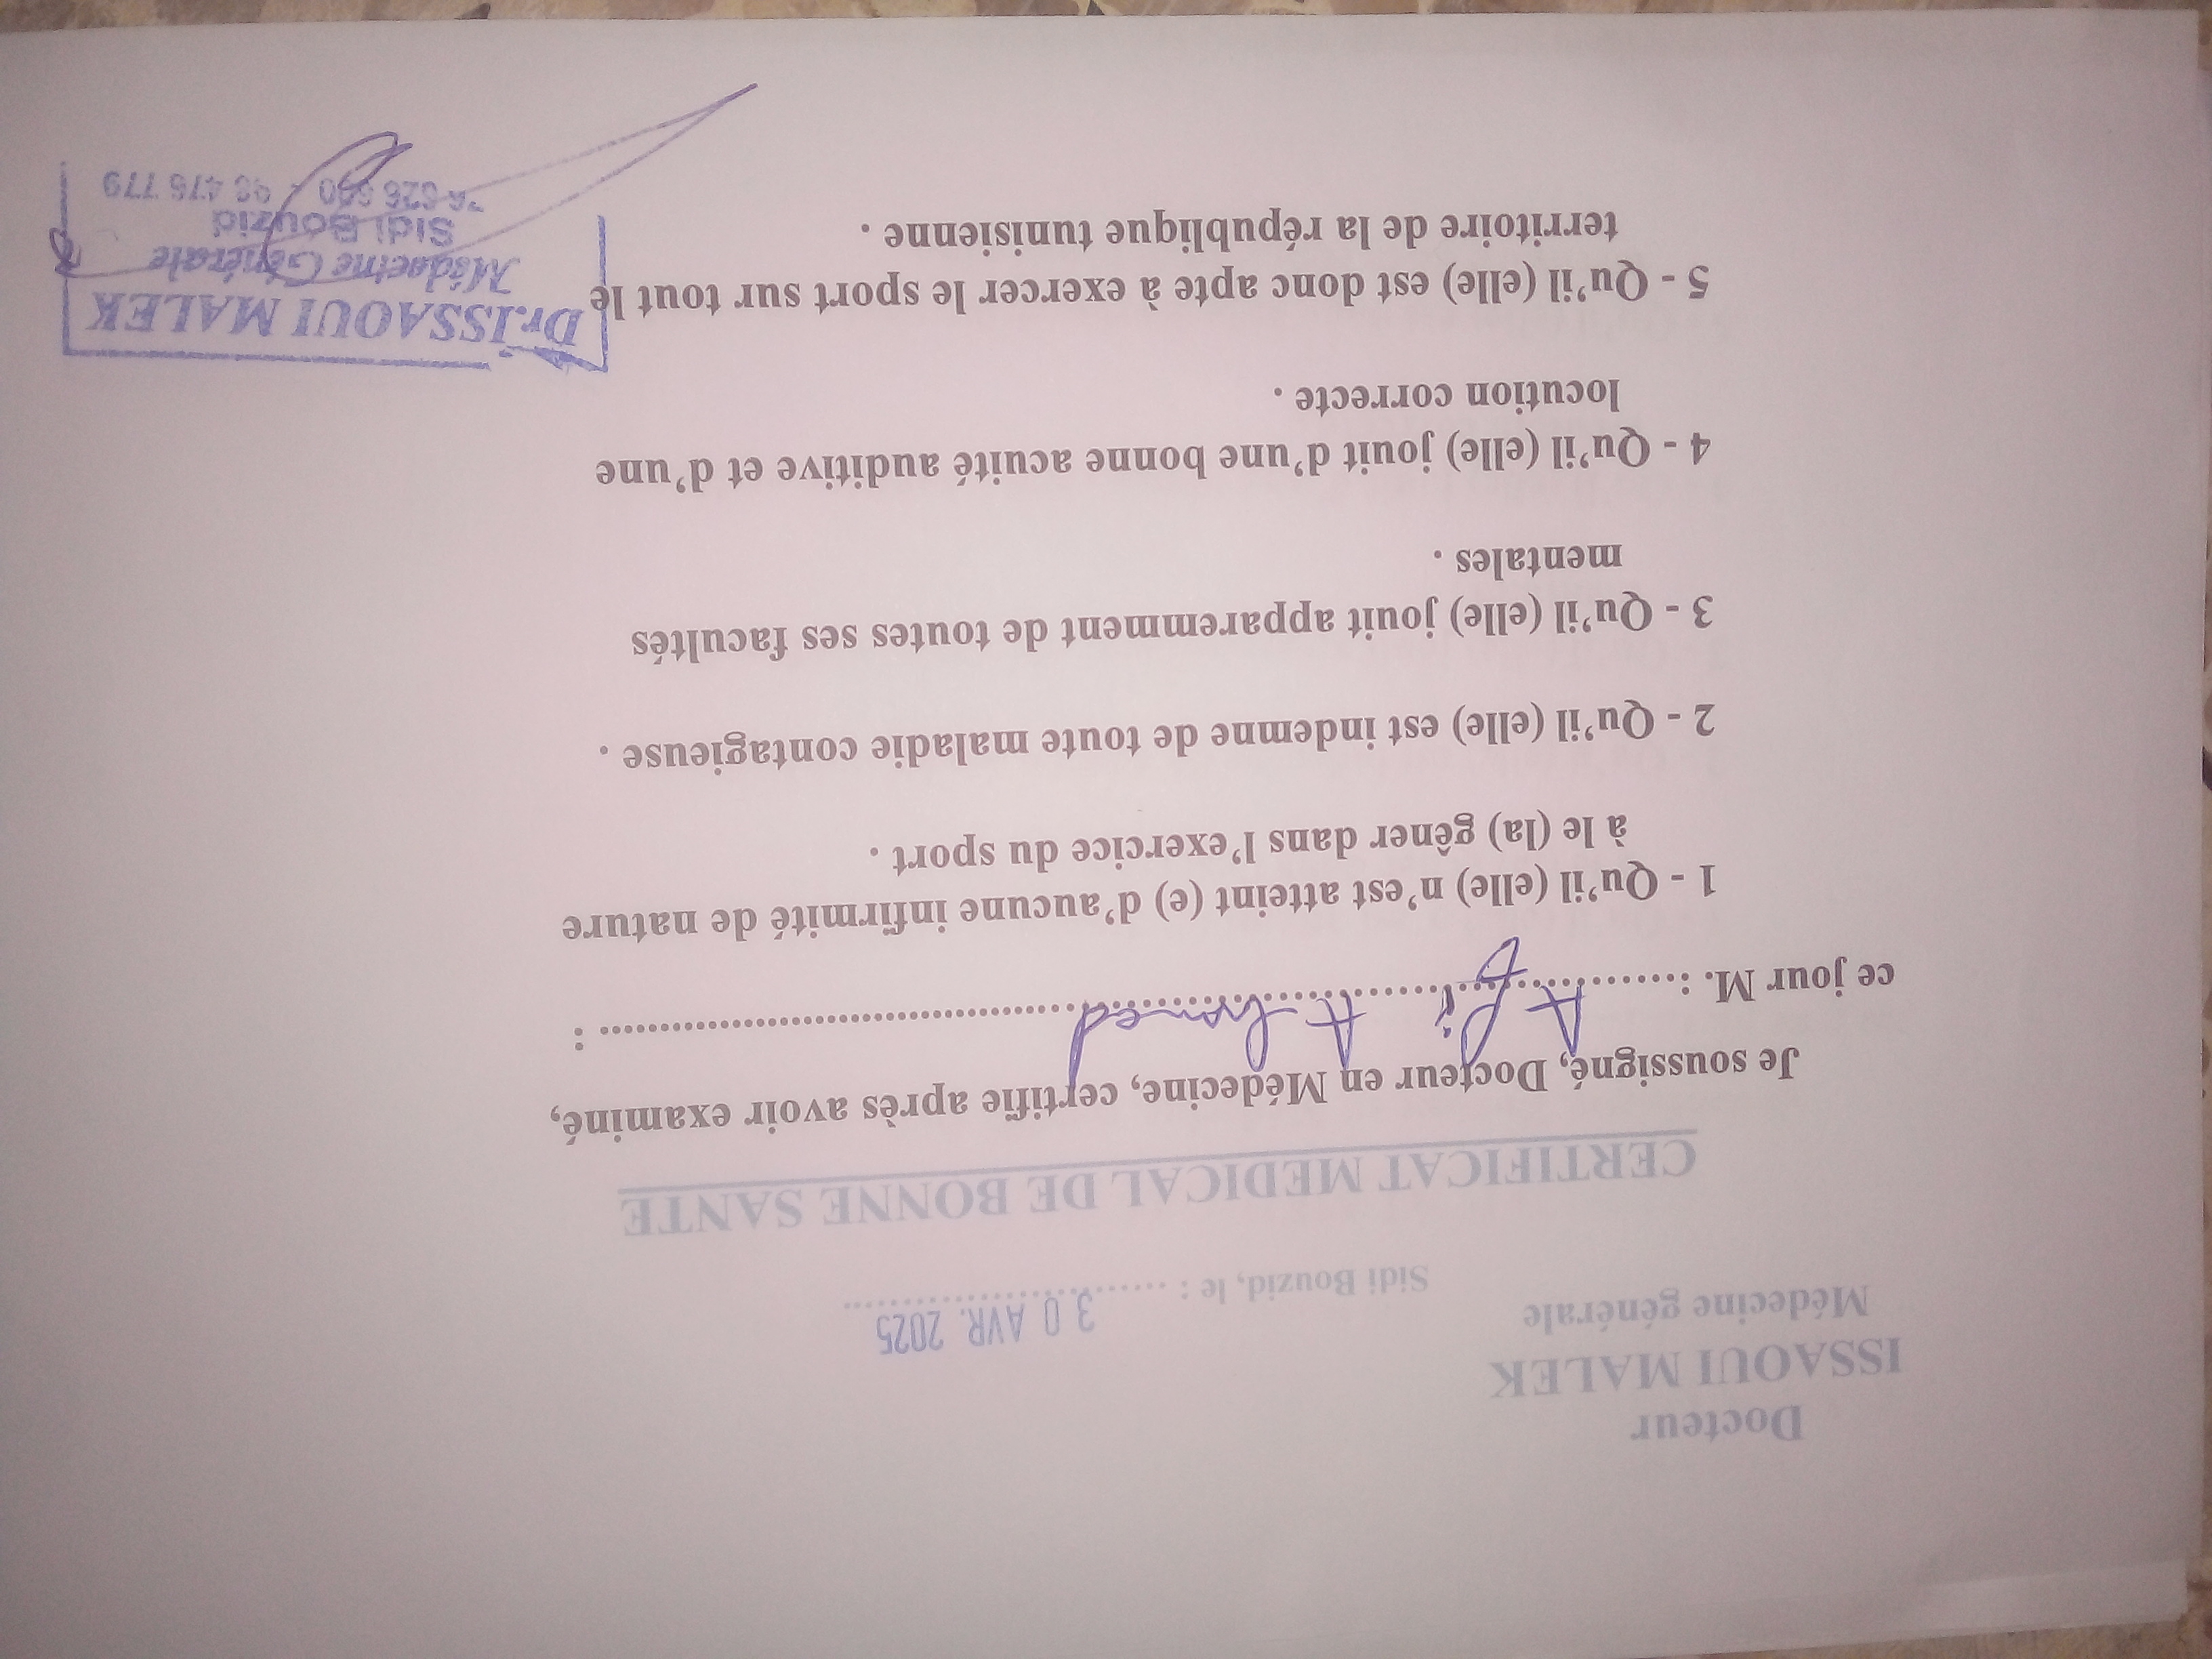 Docteur
ISSAOUI MALEK
Médecine générale
Sidi Bouzid, le : ............................
3 0 AVR. 2025
CERTIFICAT MEDICAL DE BONNE SANTE
Je soussigné, Docteur en Médecine, certifie après avoir examiné,
ce jour M. : Afi Ahmed :
1 - Qu'il (elle) n'est atteint (e) d'aucune infirmité de nature
à le (la) gêner dans l'exercice du sport .
2 - Qu'il (elle) est indemne de toute maladie contagieuse .
3 - Qu'il (elle) jouit apparemment de toutes ses facultés
mentales .
4 - Qu'il (elle) jouit d'une bonne acuité auditive et d'une
locution correcte .
5 - Qu'il (elle) est donc apte à exercer le sport sur tout le
territoire de la république tunisienne .
Dr.ISSAOUI MALEK
Médecine Générale
Sidi Bouzid
476 779